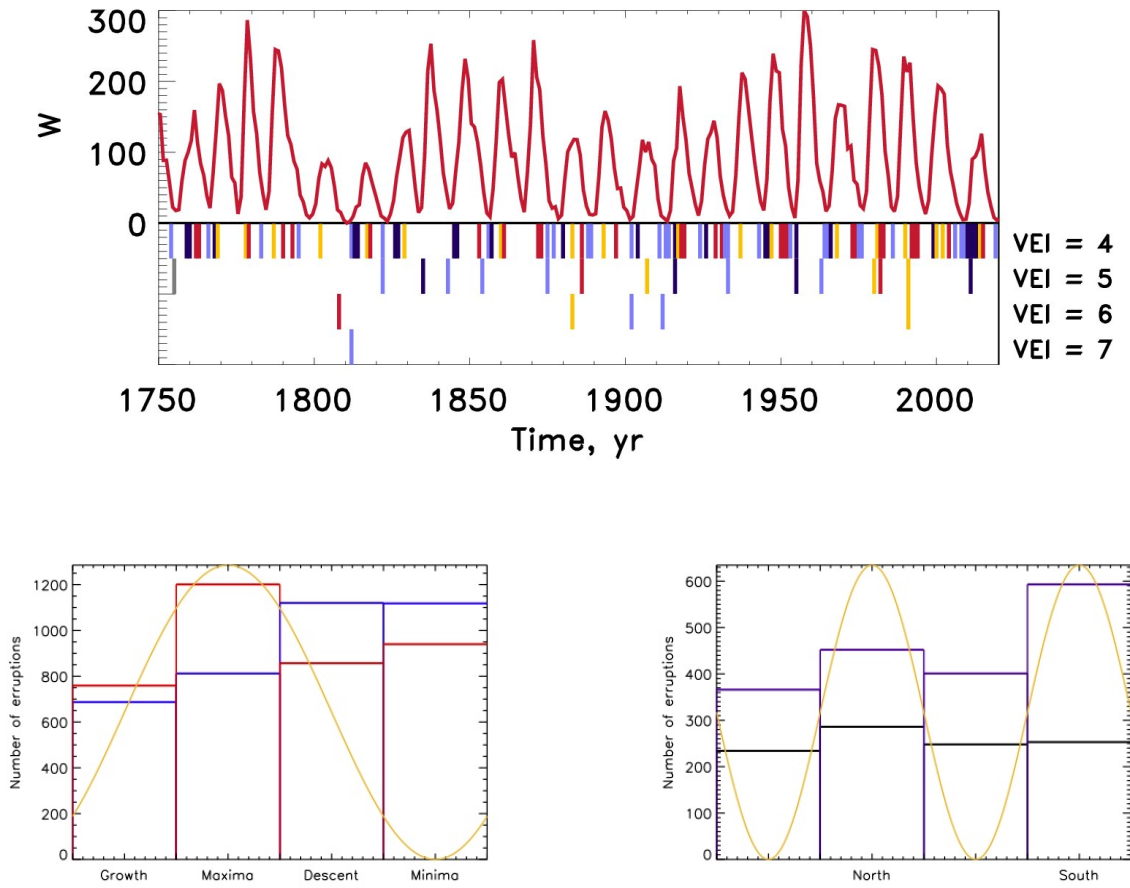 300
200
100
0
W
VEI = 4
VEI = 5
VEI = 6
VEI = 7
1750 1800 1850 1900 1950 2000
Time, yr
1200
1000
800
600
400
200
0
Number of erruptions
Growth Maxima Descent Minima
600
500
400
300
200
100
0
Number of erruptions
North South